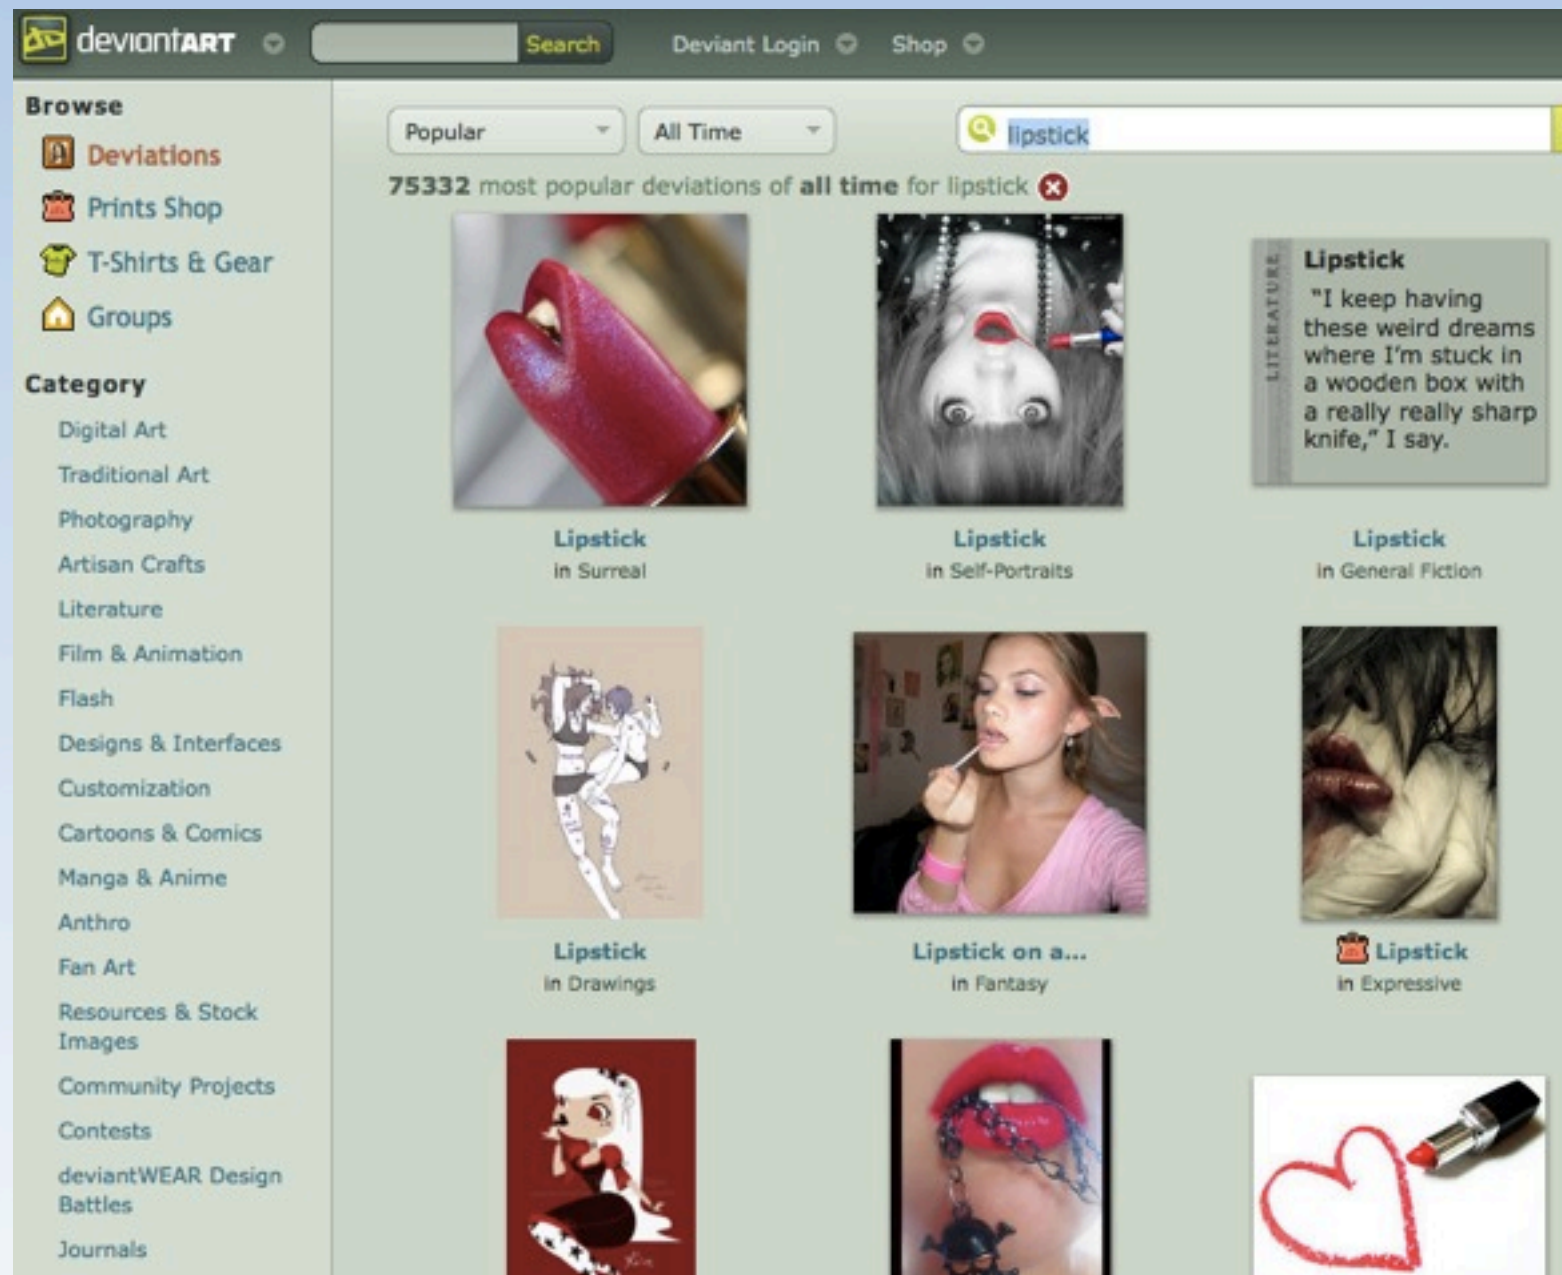 deviantART
Search
Deviant Login
Shop
Browse
Deviations
Prints Shop
T-Shirts & Gear
Groups
Category
Digital Art
Traditional Art
Photography
Artisan Crafts
Literature
Film & Animation
Flash
Designs & Interfaces
Customization
Cartoons & Comics
Manga & Anime
Anthro
Fan Art
Resources & Stock
Images
Community Projects
Contests
deviantWEAR Design
Battles
Journals
Popular
All Time
lipstick
75332 most popular deviations of all time for lipstick
LITERATURE
Lipstick
"I keep having
these weird dreams
where I'm stuck in
a wooden box with
a really really sharp
knife," I say.
Lipstick
in Surreal
Lipstick
in Self-Portraits
Lipstick
in General Fiction
Lipstick
in Drawings
Lipstick on a...
in Fantasy
Lipstick
in Expressive